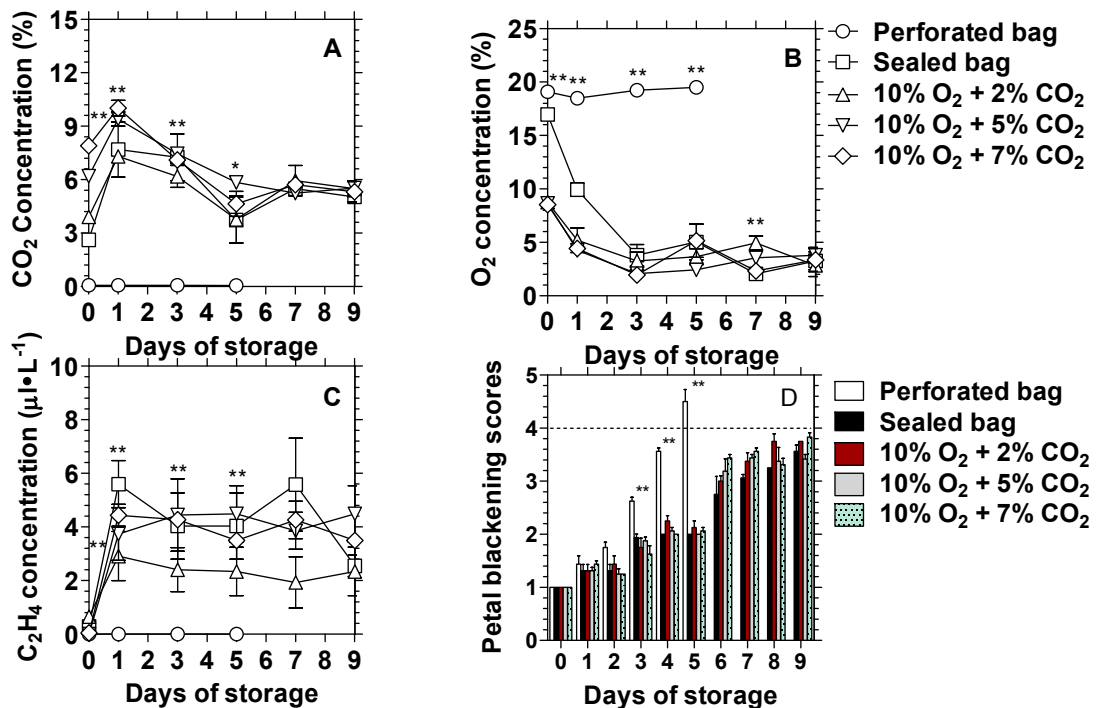 A
CO2 Concentration (%)
15
12
9
6
3
0
**
**
**
*
0 1 2 3 4 5 6 7 8 9
Days of storage
B
O2 concentration (%)
25
20
15
10
5
0
**
**
**
**
**
0 1 2 3 4 5 6 7 8 9
Days of storage
Perforated bag
Sealed bag
10% O2 + 2% CO2
10% O2 + 5% CO2
10% O2 + 7% CO2
C
C2H4 concentration (µl•L-1)
10
8
6
4
2
0
**
**
**
**
0 1 2 3 4 5 6 7 8 9
Days of storage
D
Petal blackening scores
5
4
3
2
1
0
**
**
**
0 1 2 3 4 5 6 7 8 9
Days of storage
Perforated bag
Sealed bag
10% O2 + 2% CO2
10% O2 + 5% CO2
10% O2 + 7% CO2